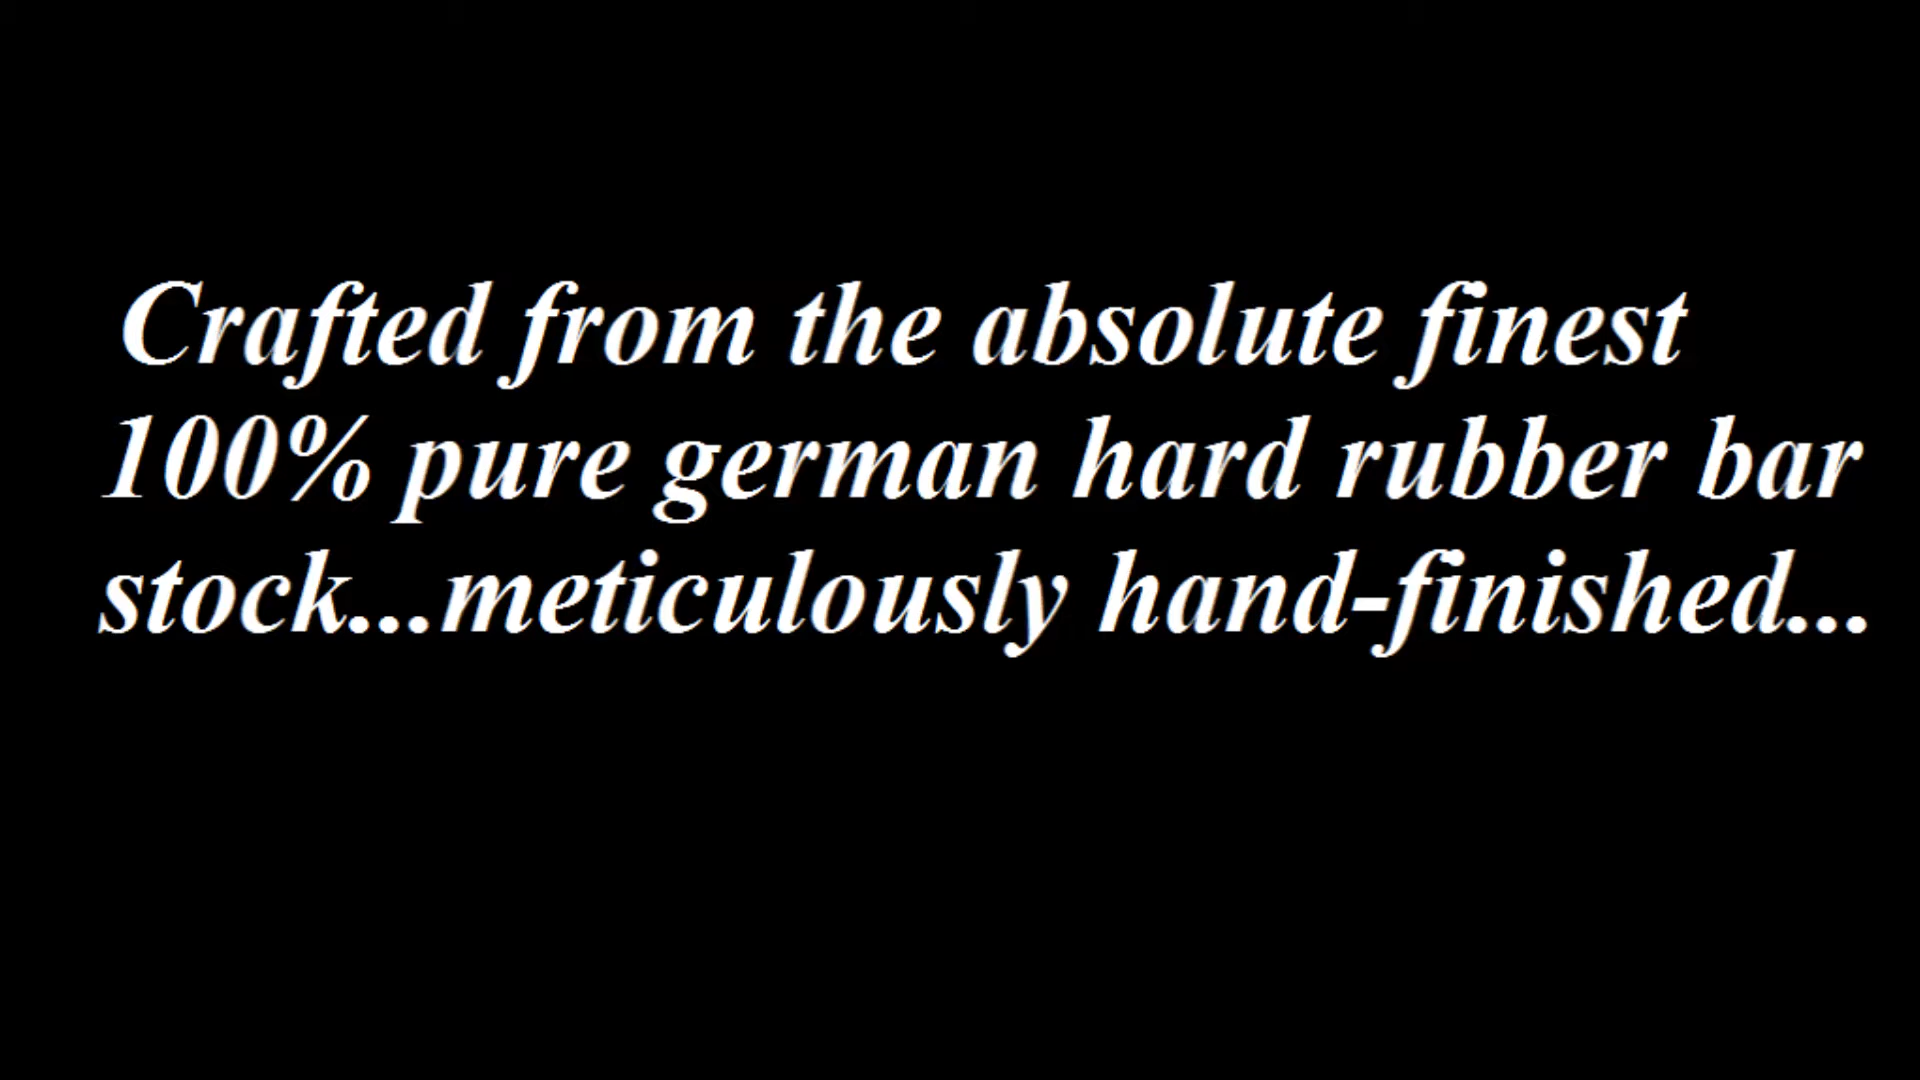 Crafted from the absolute finest
100% pure german hard rubber bar
stock...meticulously hand-finished...